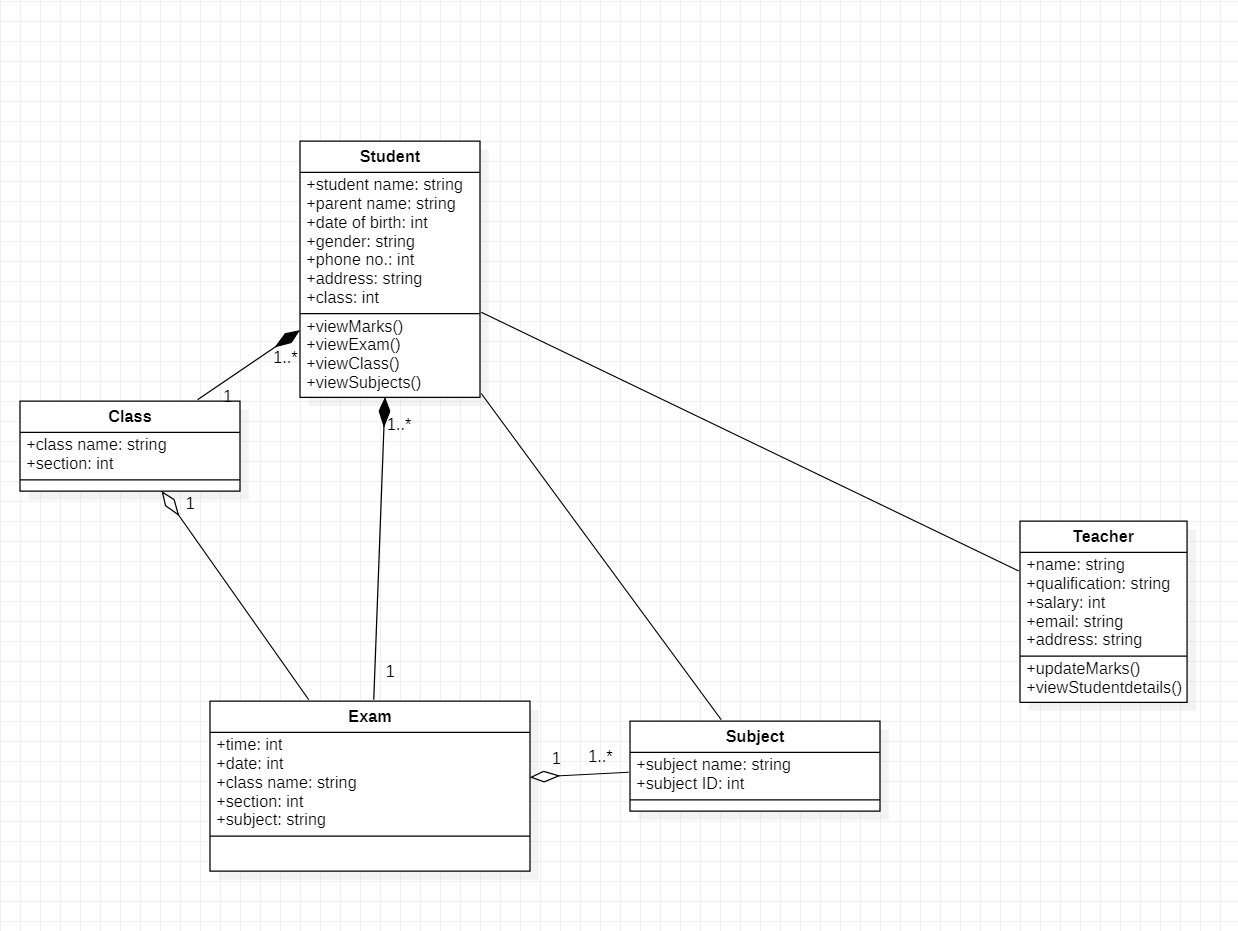 Student
+student name: string
+parent name: string
+date of birth: int
+gender: string
+phone no.: int
+address: string
+class: int
+viewMarks()
+viewExam()
+viewClass()
+viewSubjects()
1..*
1
1..*
Class
+class name: string
+section: int
1
1
Teacher
+name: string
+qualification: string
+salary: int
+email: string
+address: string
+updateMarks()
+viewStudentdetails()
Exam
+time: int
+date: int
+class name: string
+section: int
+subject: string
1
1..*
Subject
+subject name: string
+subject ID: int